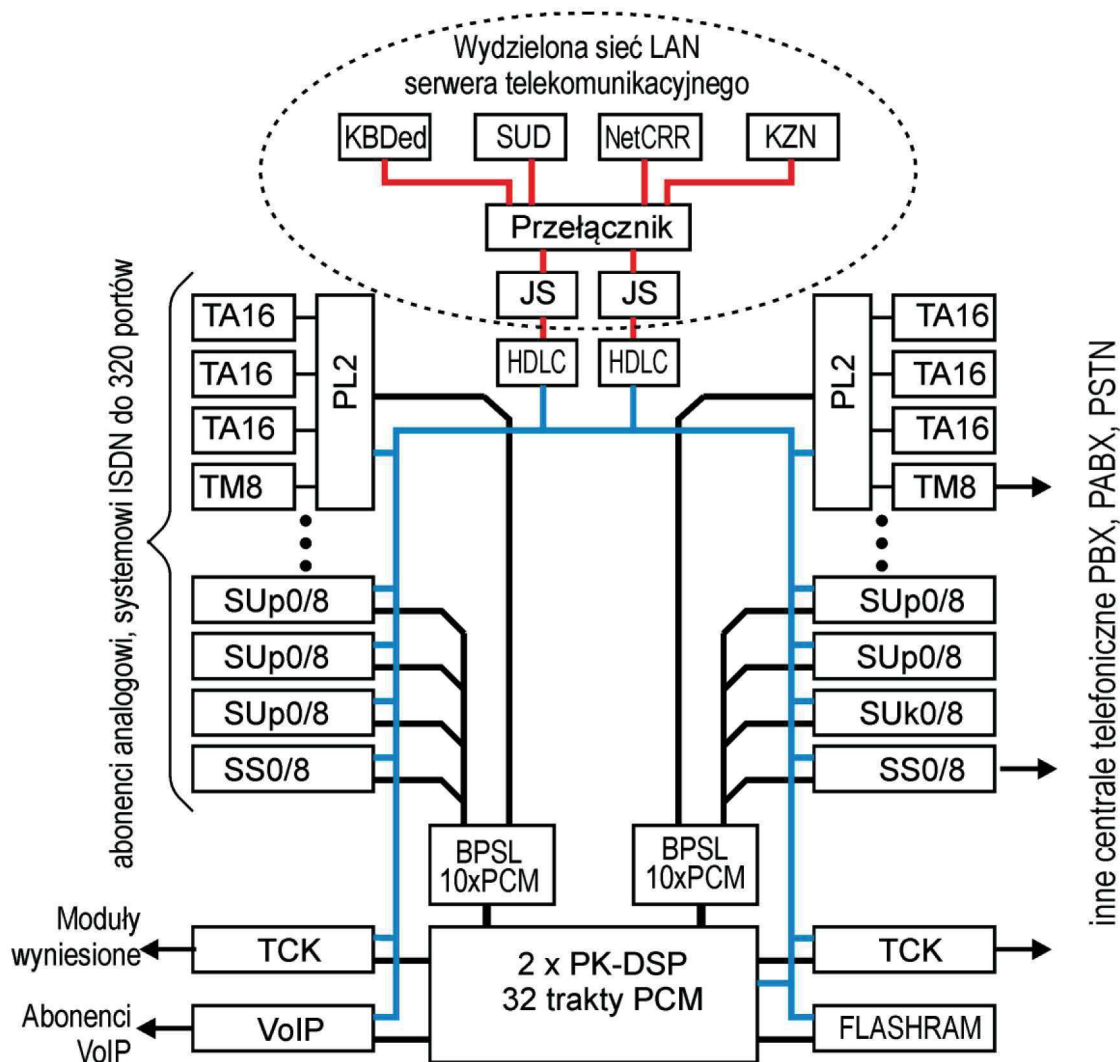 Wydzielona sieć LAN
serwera telekomunikacyjnego
KBDed
SUD
NetCRR
KZN
Przełącznik
JS
JS
HDLC
HDLC
abonenci analogowi, systemowi ISDN do 320 portów
TA16
TA16
TA16
TM8
PL2
SUp0/8
SUp0/8
SUp0/8
SS0/8
PL2
TA16
TA16
TA16
TM8
SUp0/8
SUp0/8
SUk0/8
SS0/8
inne centrale telefoniczne PBX, PABX, PSTN
BPSL
10xPCM
BPSL
10xPCM
Moduły
wyniesione
TCK
2 x PK-DSP
32 trakty PCM
TCK
Abonenci
VoIP
VoIP
FLASHRAM